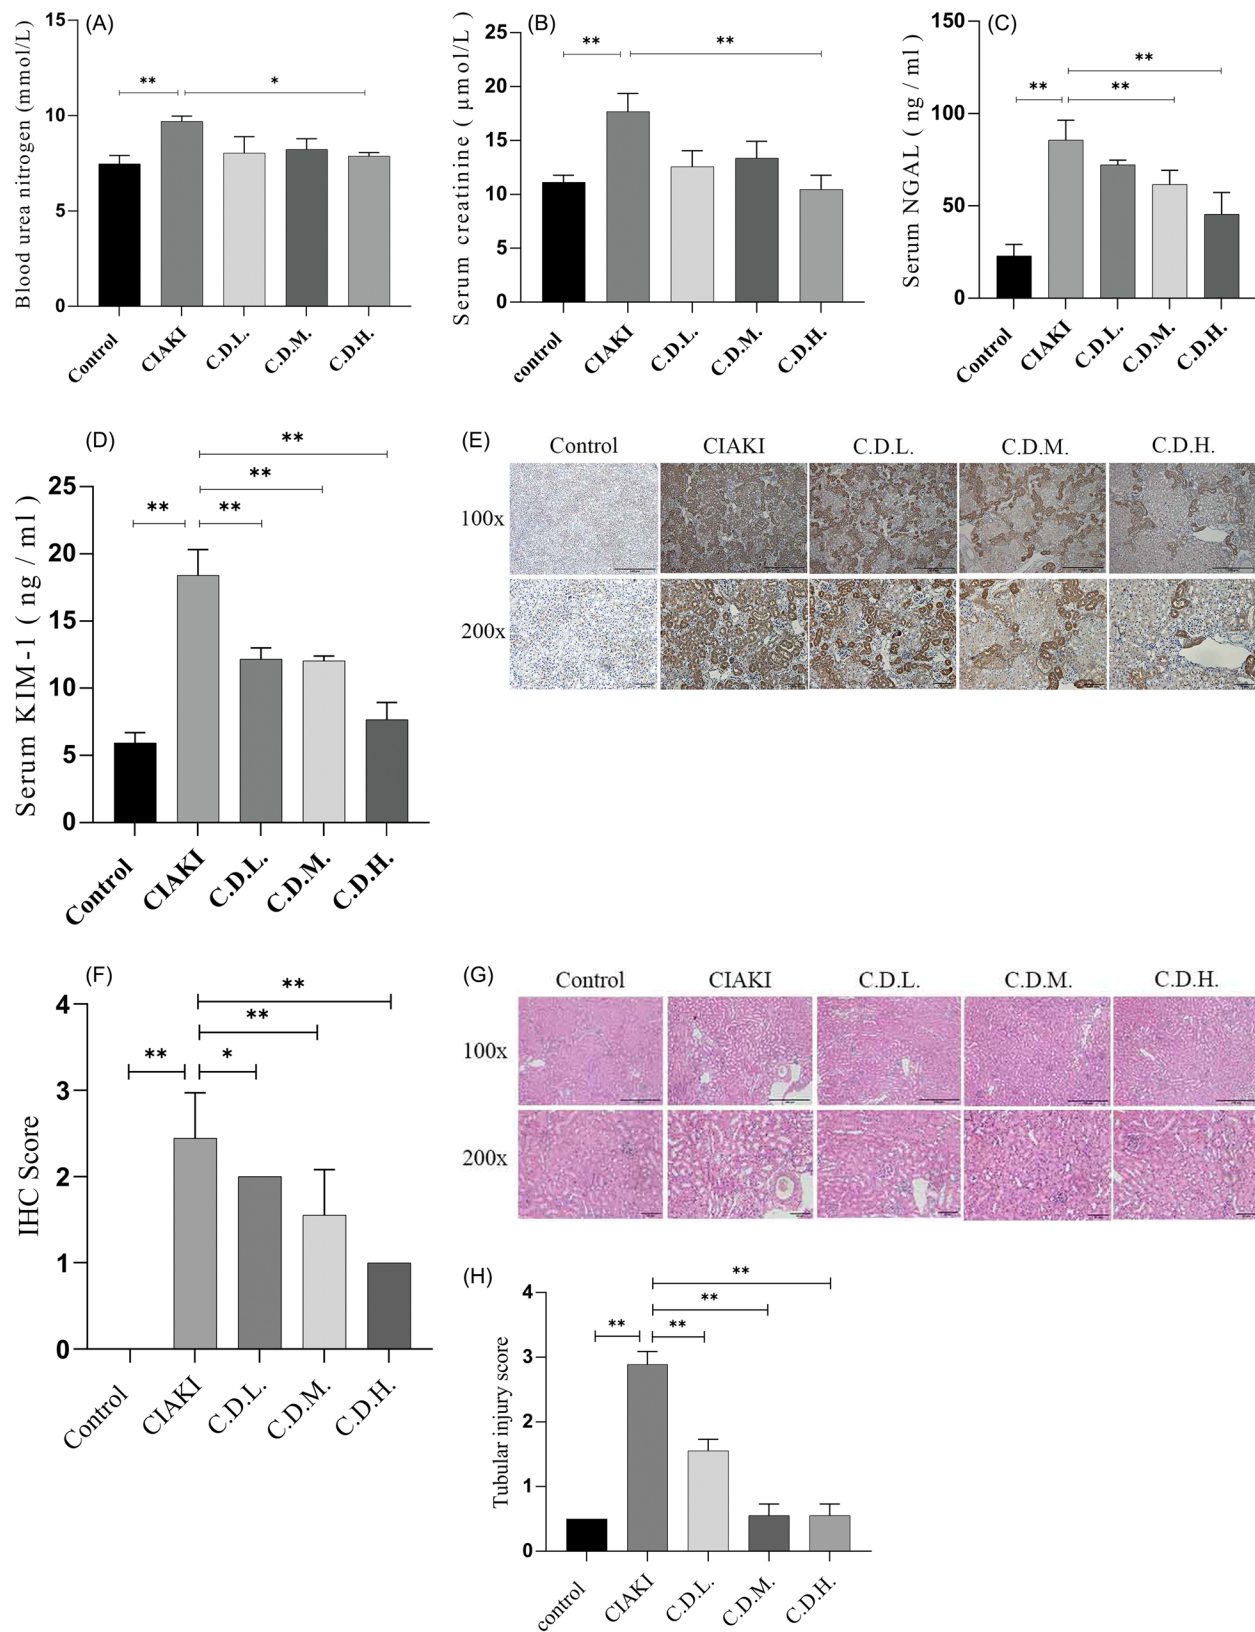 (A)
Blood urea nitrogen (mmol/L)
15
10
5
0
**
*
Control
CIAKI
C.D.L.
C.D.M.
C.D.H.
(B)
Serum creatinine ( μmol/L )
25
20
15
10
5
0
**
**
control
CIAKI
C.D.L.
C.D.M.
C.D.H.
(C)
Serum NGAL ( ng / ml )
150
100
50
0
**
**
**
Control
CIAKI
C.D.L.
C.D.M.
C.D.H.
(D)
Serum KIM-1 ( ng / ml )
25
20
15
10
5
0
**
**
**
**
Control
CIAKI
C.D.L.
C.D.M.
C.D.H.
(E)
Control CIAKI C.D.L. C.D.M. C.D.H.
100x
200x
(F)
IHC Score
4
3
2
1
0
**
**
**
*
Control
CIAKI
C.D.L.
C.D.M.
C.D.H.
(G)
Control CIAKI C.D.L. C.D.M. C.D.H.
100x
200x
(H)
Tubular injury score
4
3
2
1
0
**
**
**
**
control
CIAKI
C.D.L.
C.D.M.
C.D.H.